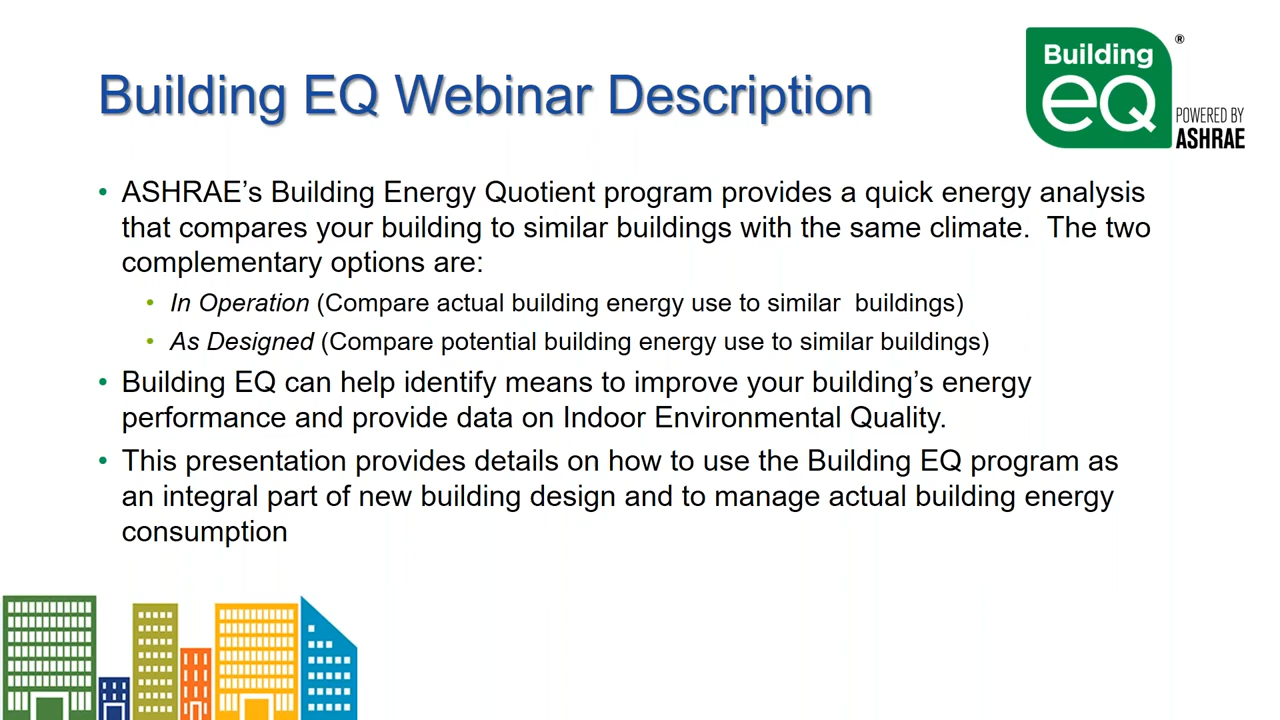 Building EQ Webinar Description
Building
eQ
®
POWERED BY
ASHRAE
• ASHRAE’s Building Energy Quotient program provides a quick energy analysis
that compares your building to similar buildings with the same climate.  The two
complementary options are:
• In Operation (Compare actual building energy use to similar  buildings)
• As Designed (Compare potential building energy use to similar buildings)
• Building EQ can help identify means to improve your building’s energy
performance and provide data on Indoor Environmental Quality.
• This presentation provides details on how to use the Building EQ program as
an integral part of new building design and to manage actual building energy
consumption